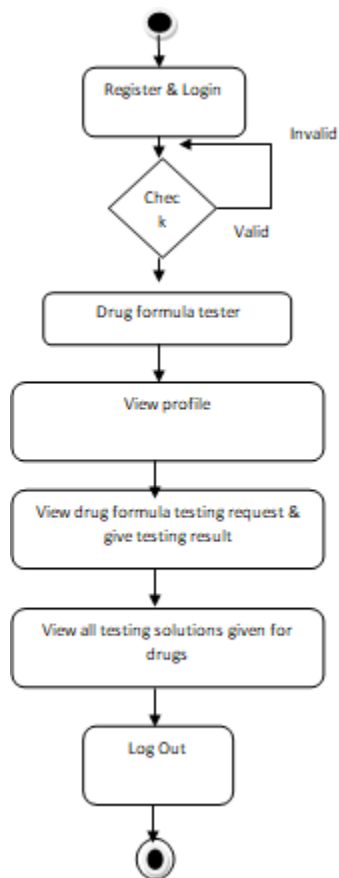 Register & Login
Invalid
Chec
k
Valid
Drug formula tester
View profile
View drug formula testing request &
give testing result
View all testing solutions given for
drugs
Log Out